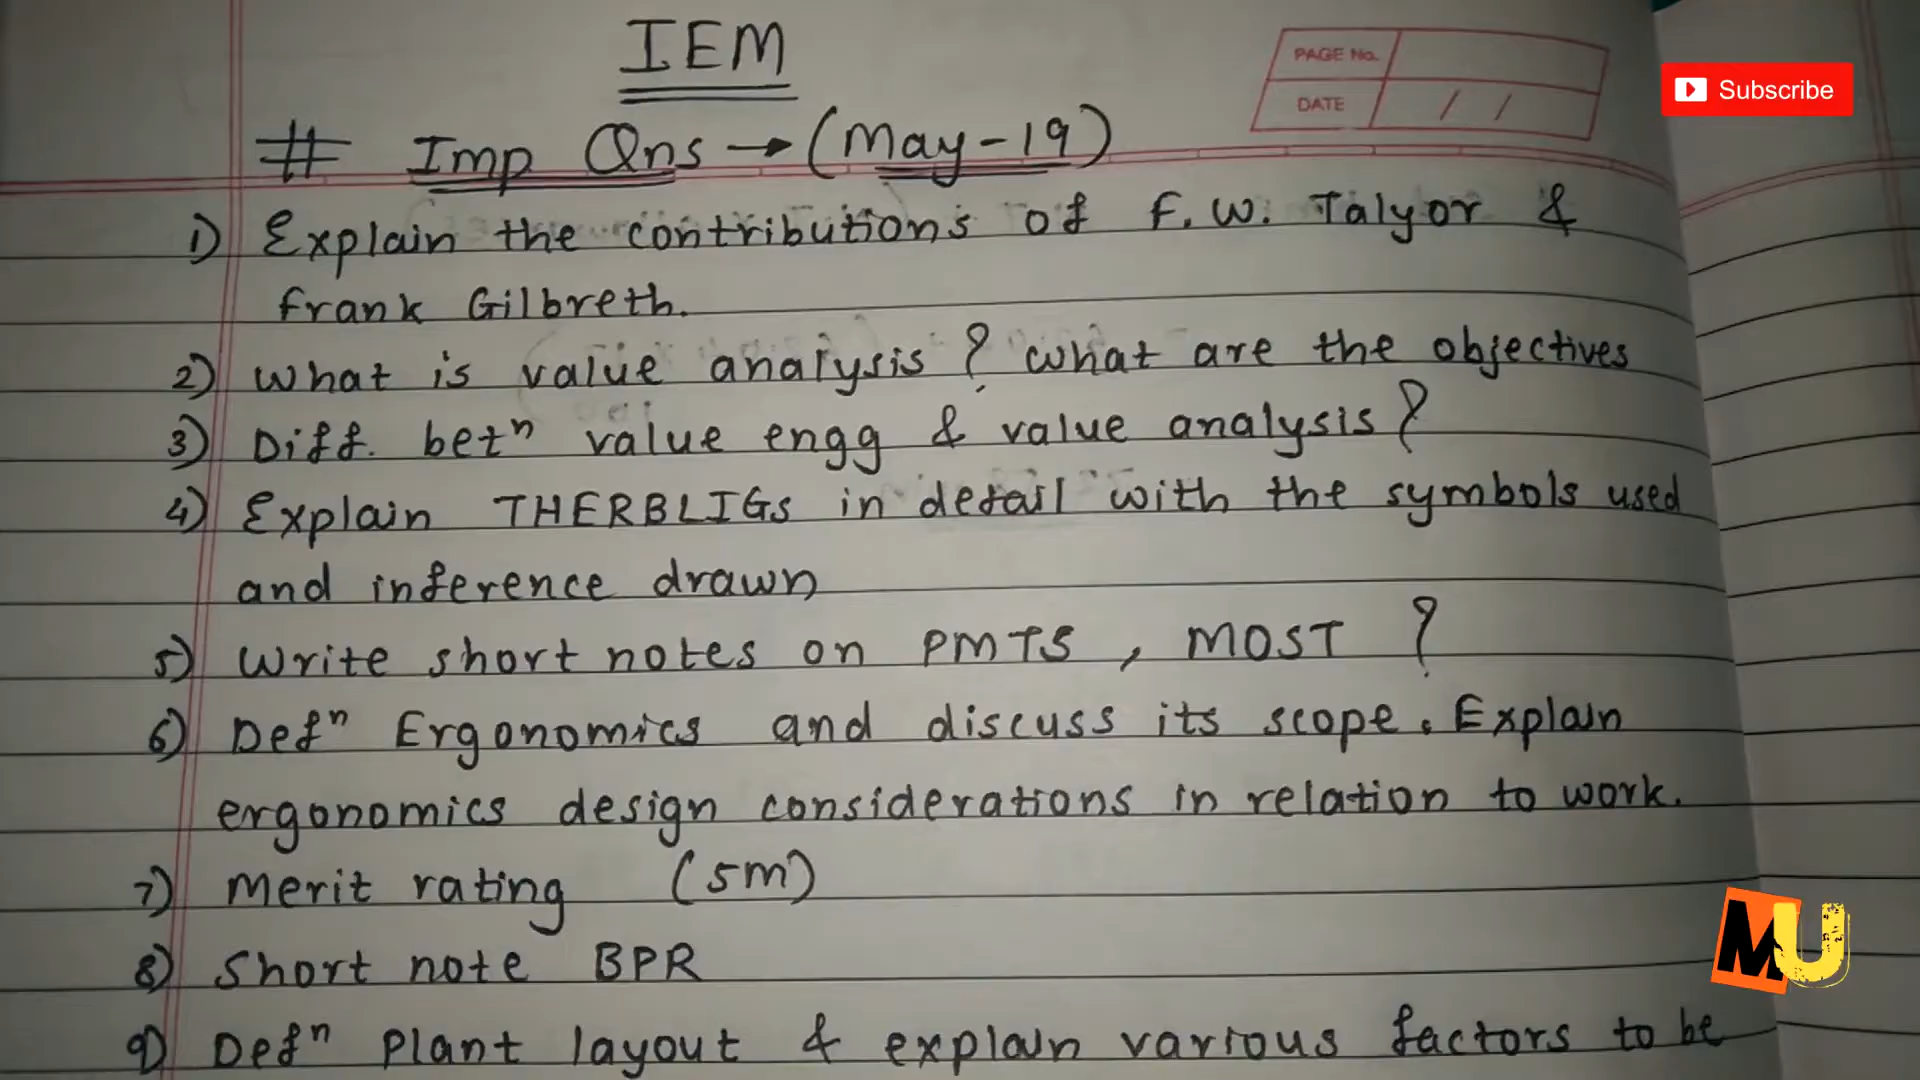 IEM
PAGE No.
DATE / /
Subscribe
# Imp Qns → (May-19)
1) Explain the contributions of F. W. Talyor &
Frank Gilbreth.
2) What is value analysis? What are the objectives
3) Diff. betⁿ value engg & value analysis?
4) Explain THERBLIGs in detail with the symbols used
and inference drawn
5) Write short notes on PMTS, MOST ?
6) Defⁿ Ergonomics and discuss its scope. Explain
ergonomics design considerations in relation to work.
7) Merit rating (5M)
8) Short note BPR
9) Defⁿ Plant layout & explain various factors to be
MU